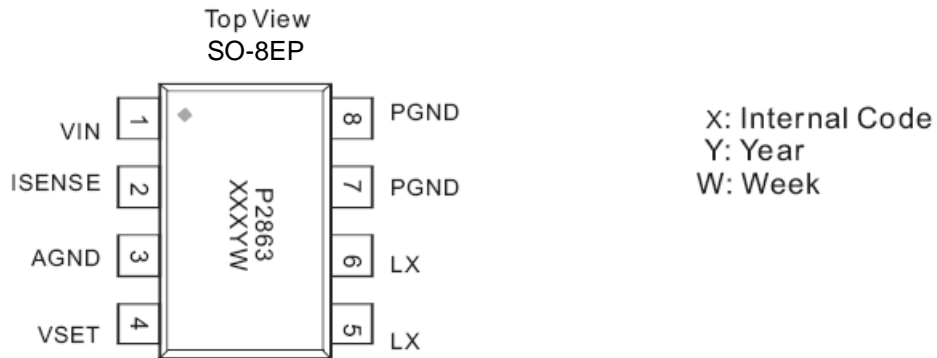 Top View
SO-8EP
VIN 1
8 PGND
ISENSE 2
7 PGND
AGND 3
6 LX
VSET 4
5 LX
P2863
XXXYW
X: Internal Code
Y: Year
W: Week